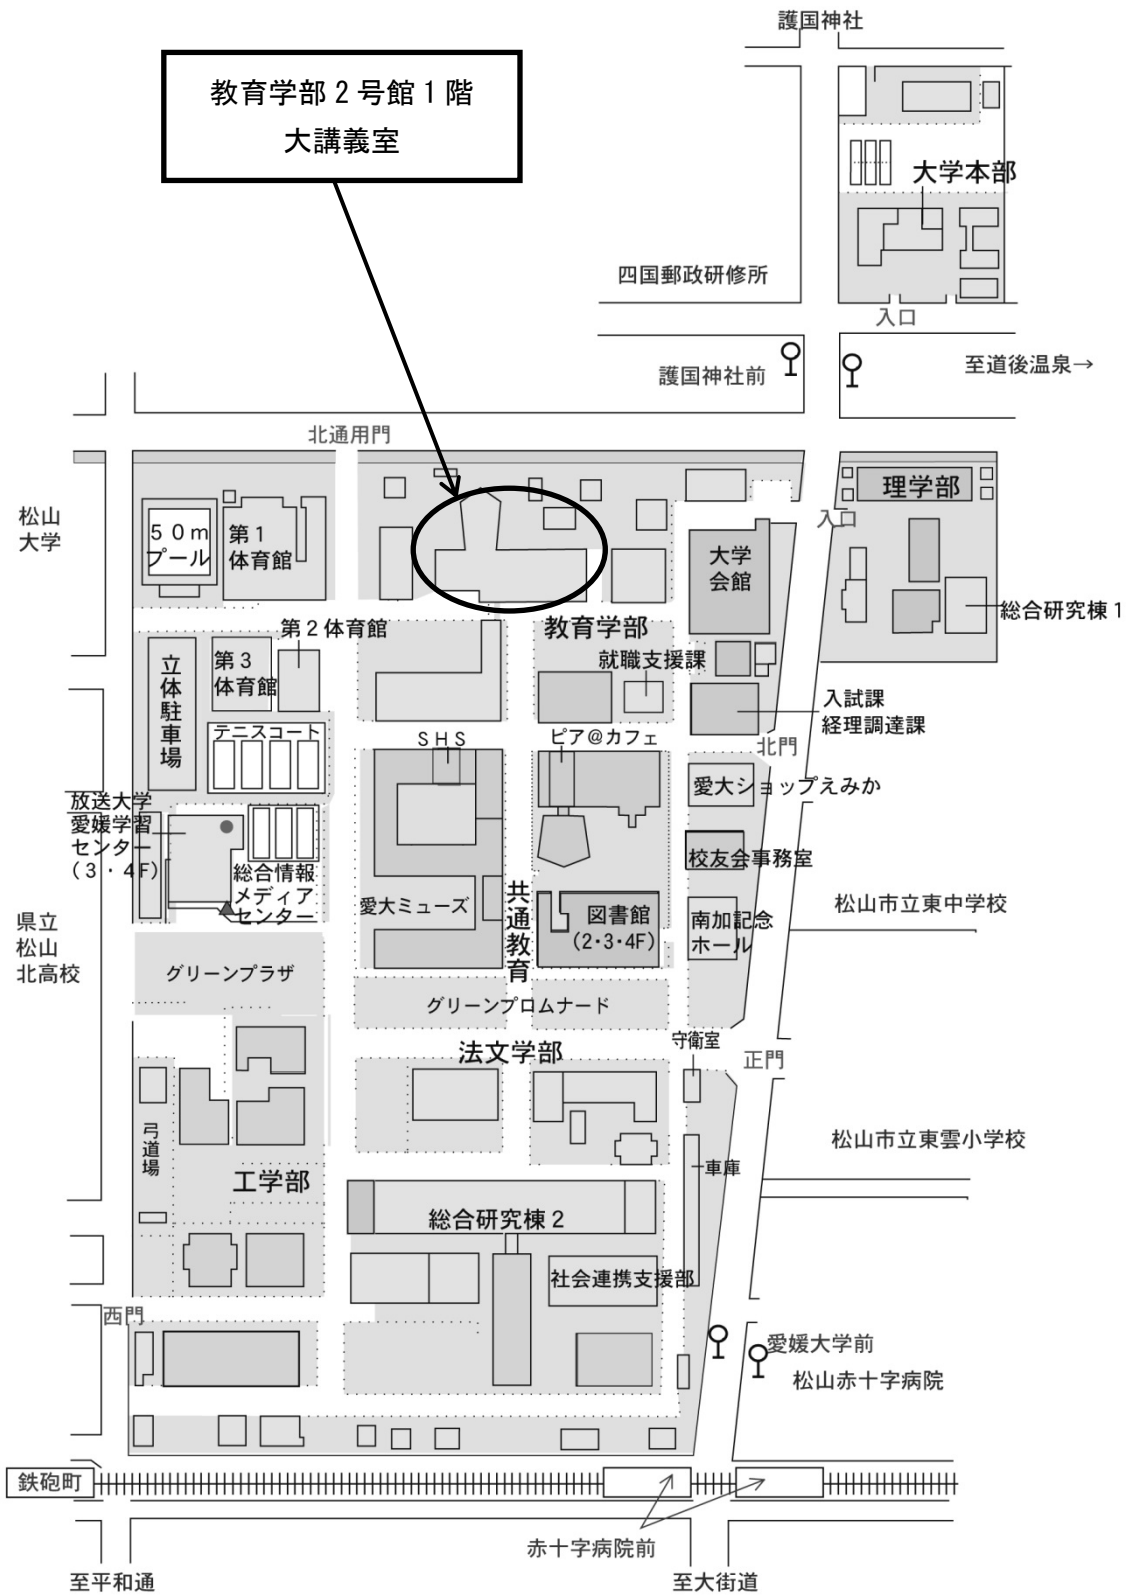 護国神社
教育学部２号館１階
大講義室
大学本部
四国郵政研修所
入口
護国神社前
至道後温泉→
北通用門
松山
大学
５０ｍ
プール
第１
体育館
理学部
入口
大学
会館
総合研究棟１
教育学部
第２体育館
就職支援課
立体駐車場
第３
体育館
入試課
経理調達課
テニスコート
ＳＨＳ
ピア＠カフェ
北門
愛大ショップえみか
放送大学
愛媛学習
センター
（３・４Ｆ）
総合情報
メディア
センター
校友会事務室
愛大ミューズ
共通教育
図書館
（２・３・４Ｆ）
南加記念
ホール
松山市立東中学校
県立
松山
北高校
グリーンプラザ
グリーンプロムナード
法文学部
守衛室
正門
弓道場
松山市立東雲小学校
車庫
工学部
総合研究棟２
社会連携支援部
西門
愛媛大学前
松山赤十字病院
鉄砲町
赤十字病院前
至平和通
至大街道